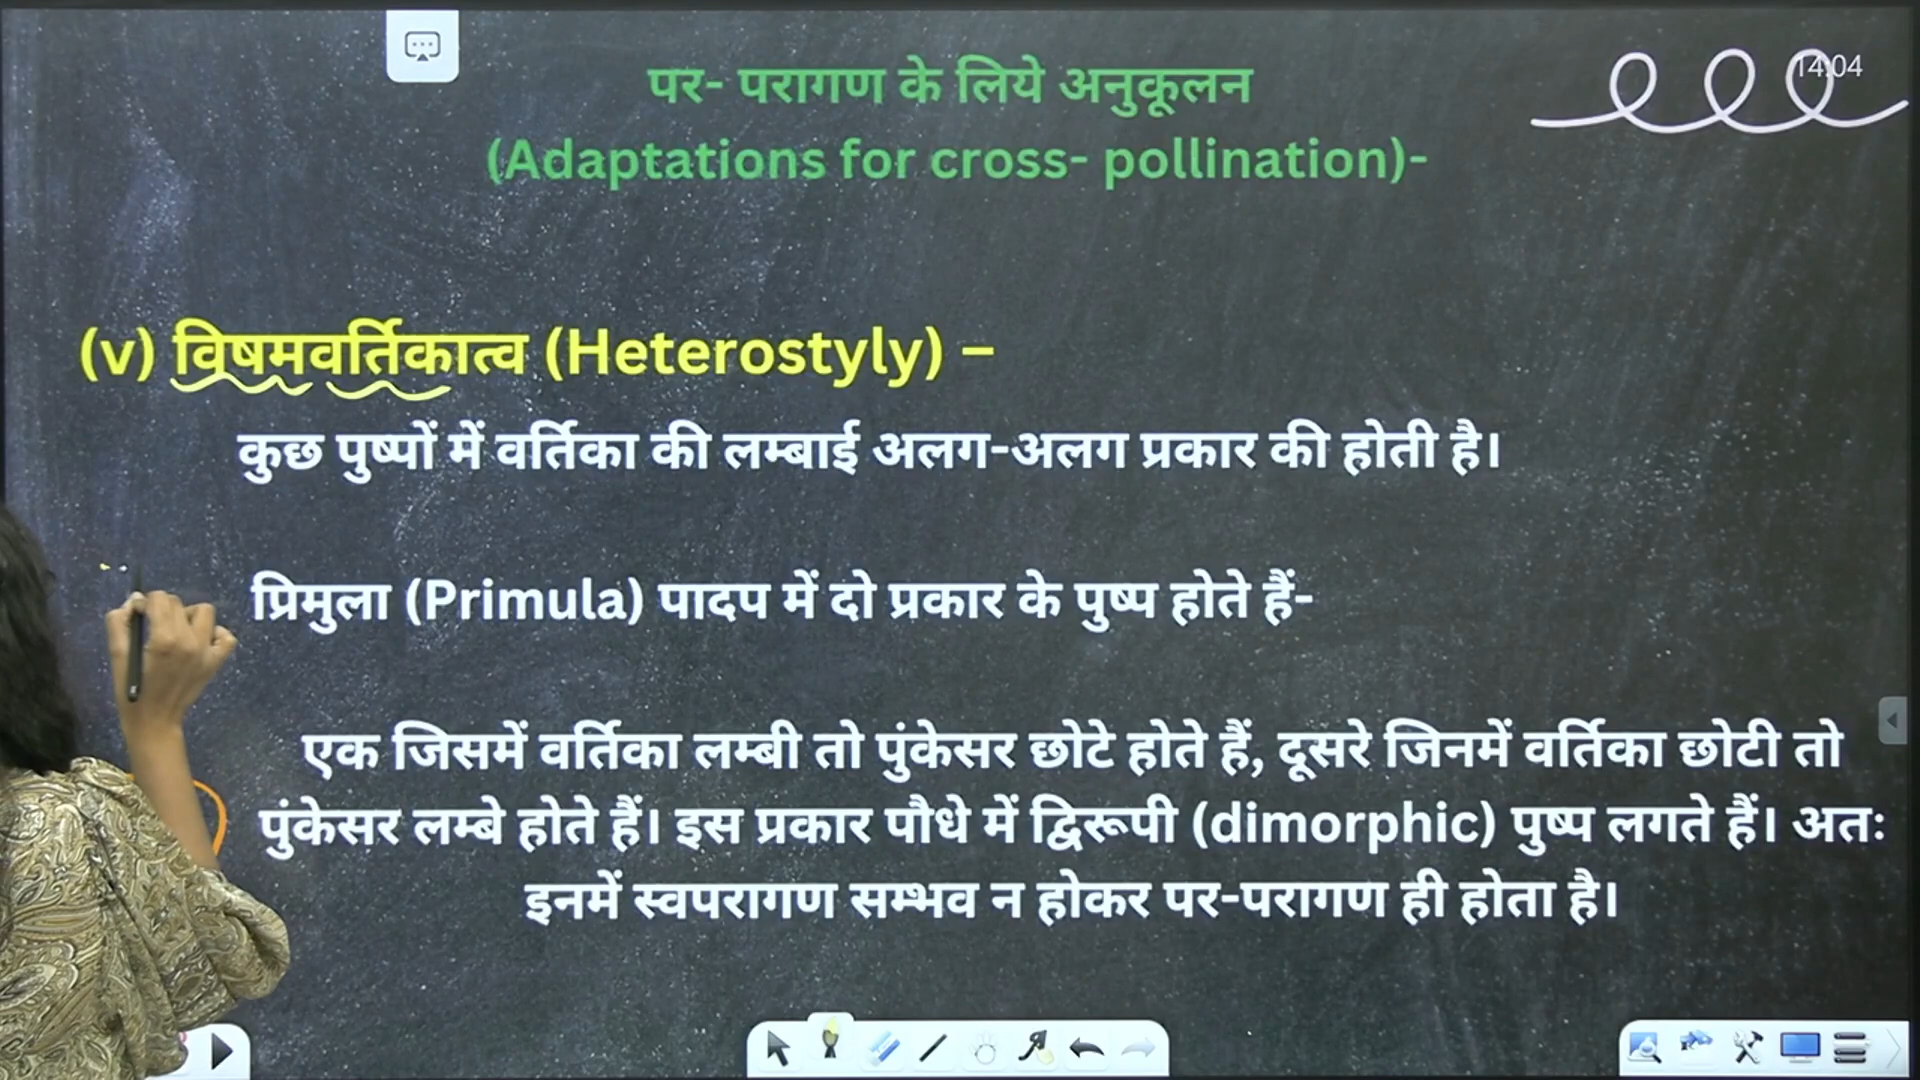 14:04
पर- परागण के लिये अनुकूलन
(Adaptations for cross- pollination)-
(v) विषमवर्तिकात्व (Heterostyly) –
कुछ पुष्पों में वर्तिका की लम्बाई अलग-अलग प्रकार की होती है।
प्रिमुला (Primula) पादप में दो प्रकार के पुष्प होते हैं-
एक जिसमें वर्तिका लम्बी तो पुंकेसर छोटे होते हैं, दूसरे जिनमें वर्तिका छोटी तो
पुंकेसर लम्बे होते हैं। इस प्रकार पौधे में द्विरूपी (dimorphic) पुष्प लगते हैं। अतः
इनमें स्वपरागण सम्भव न होकर पर-परागण ही होता है।